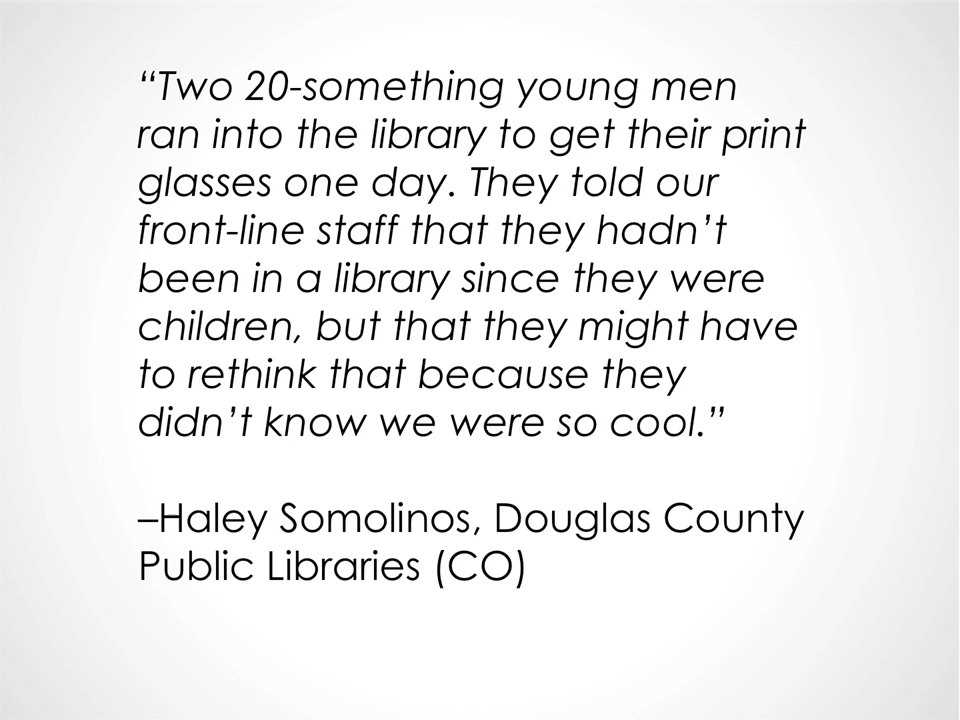 “Two 20-something young men
ran into the library to get their print
glasses one day. They told our
front-line staff that they hadn’t
been in a library since they were
children, but that they might have
to rethink that because they
didn’t know we were so cool.”
–Haley Somolinos, Douglas County
Public Libraries (CO)